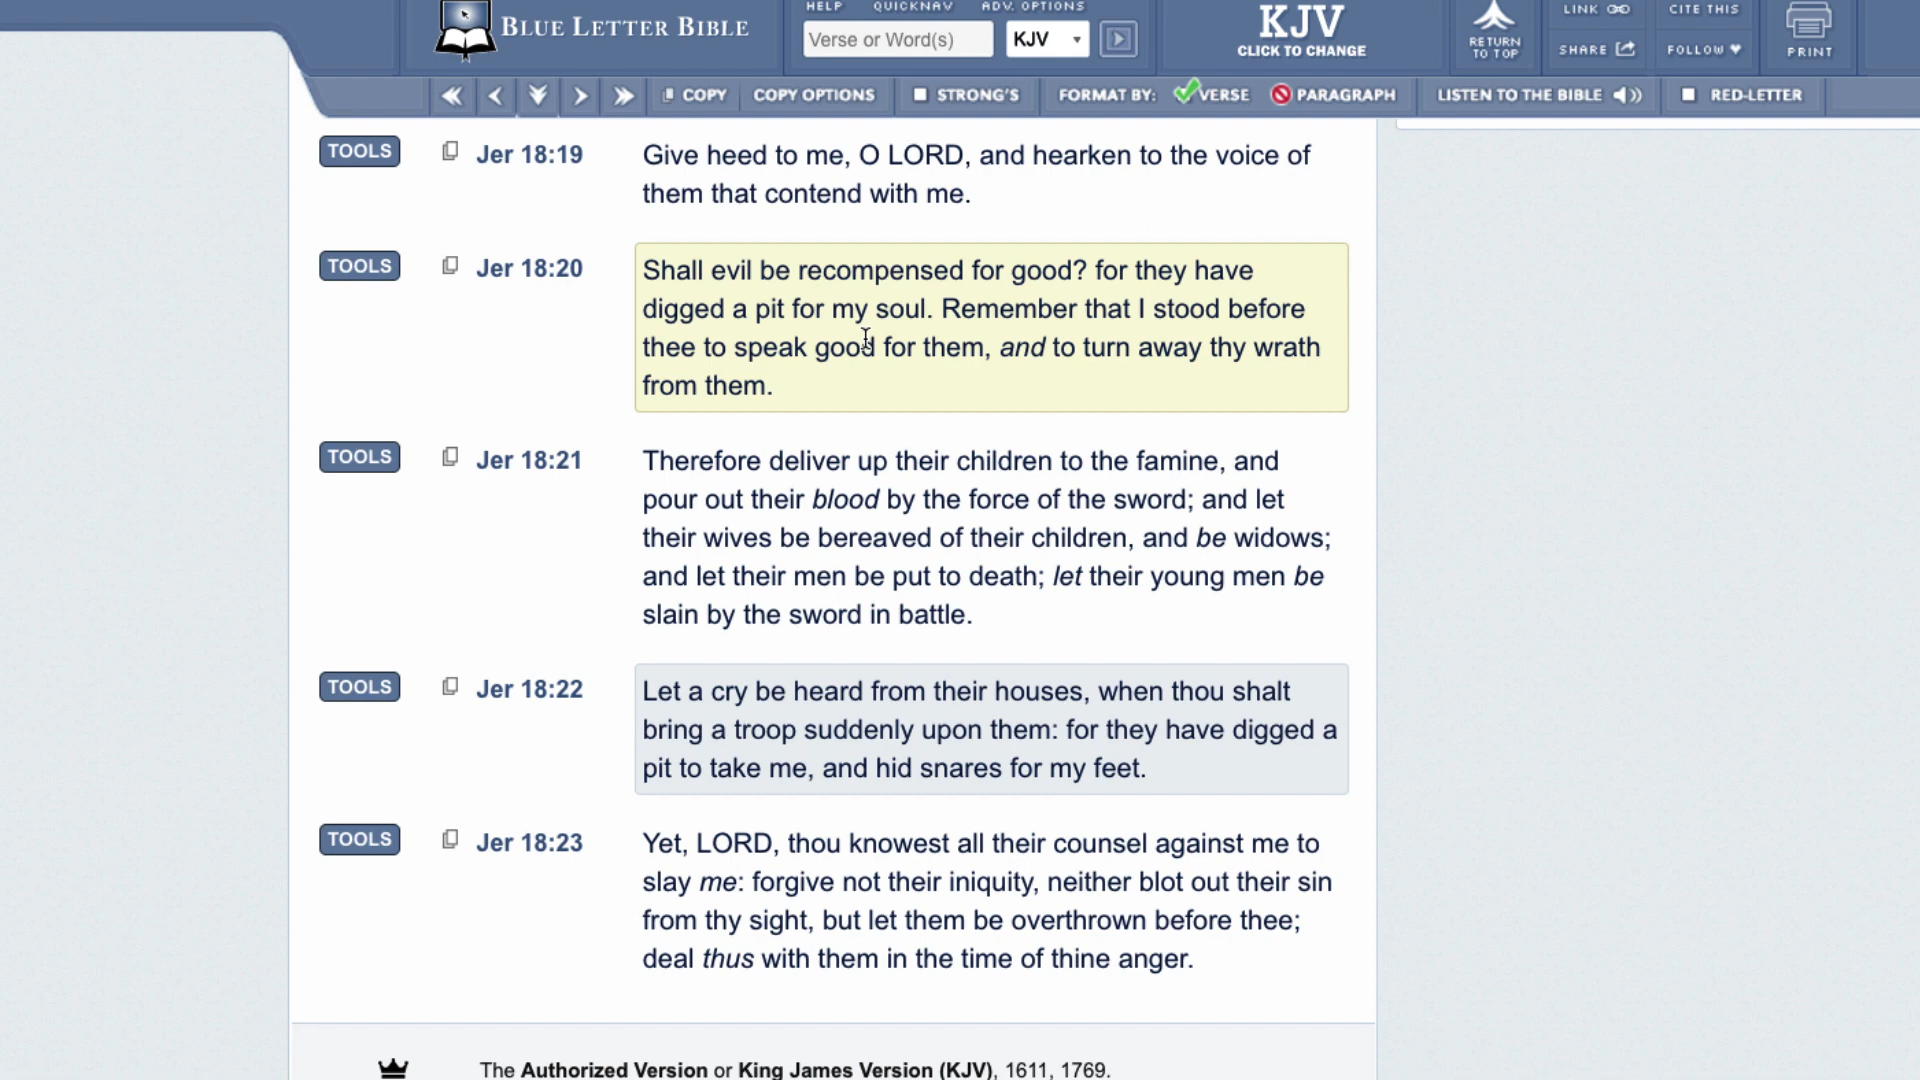 HELP QUICKNAV ADV. OPTIONS
BLUE LETTER BIBLE
Verse or Word(s)
KJV
KJV
CLICK TO CHANGE
RETURN
TO TOP
LINK
CITE THIS
SHARE
FOLLOW
PRINT
COPY COPY OPTIONS STRONG'S FORMAT BY: VERSE PARAGRAPH LISTEN TO THE BIBLE RED-LETTER
TOOLS Jer 18:19 Give heed to me, O LORD, and hearken to the voice of
them that contend with me.
TOOLS Jer 18:20 Shall evil be recompensed for good? for they have
digged a pit for my soul. Remember that I stood before
thee to speak good for them, and to turn away thy wrath
from them.
TOOLS Jer 18:21 Therefore deliver up their children to the famine, and
pour out their blood by the force of the sword; and let
their wives be bereaved of their children, and be widows;
and let their men be put to death; let their young men be
slain by the sword in battle.
TOOLS Jer 18:22 Let a cry be heard from their houses, when thou shalt
bring a troop suddenly upon them: for they have digged a
pit to take me, and hid snares for my feet.
TOOLS Jer 18:23 Yet, LORD, thou knowest all their counsel against me to
slay me: forgive not their iniquity, neither blot out their sin
from thy sight, but let them be overthrown before thee;
deal thus with them in the time of thine anger.
The Authorized Version or King James Version (KJV), 1611, 1769.